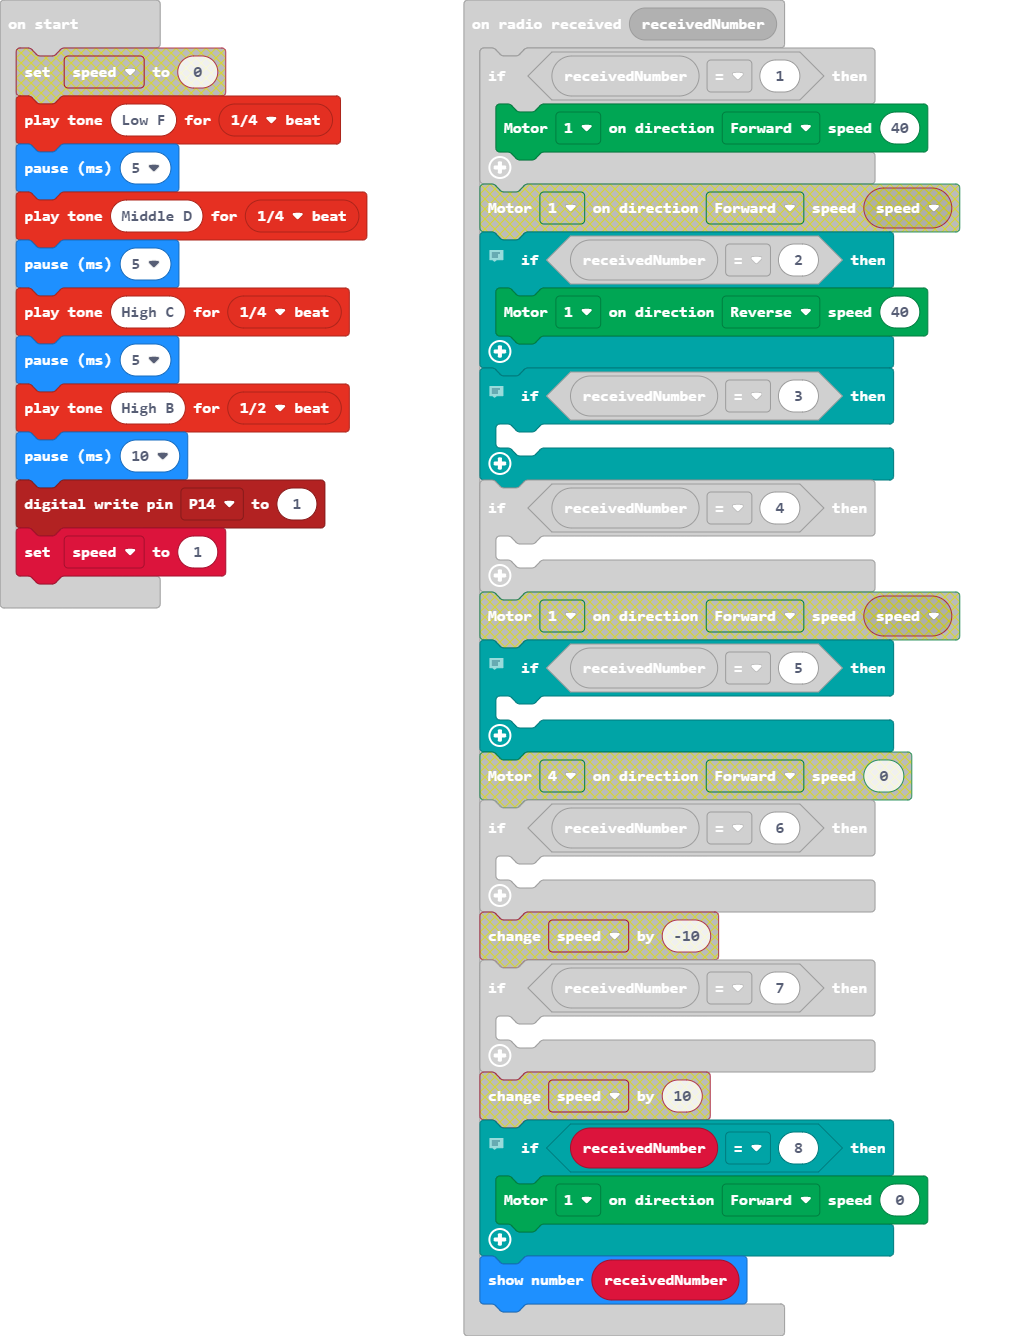 on start
set speed to 0
play tone Low F for 1/4 beat
pause (ms) 5
play tone Middle D for 1/4 beat
pause (ms) 5
play tone High C for 1/4 beat
pause (ms) 5
play tone High B for 1/2 beat
pause (ms) 10
digital write pin P14 to 1
set speed to 1
on radio received receivedNumber
if receivedNumber = 1 then
Motor 1 on direction Forward speed 40
Motor 1 on direction Forward speed speed
if receivedNumber = 2 then
Motor 1 on direction Reverse speed 40
if receivedNumber = 3 then
if receivedNumber = 4 then
Motor 1 on direction Forward speed speed
if receivedNumber = 5 then
Motor 4 on direction Forward speed 0
if receivedNumber = 6 then
change speed by -10
if receivedNumber = 7 then
change speed by 10
if receivedNumber = 8 then
Motor 1 on direction Forward speed 0
show number receivedNumber